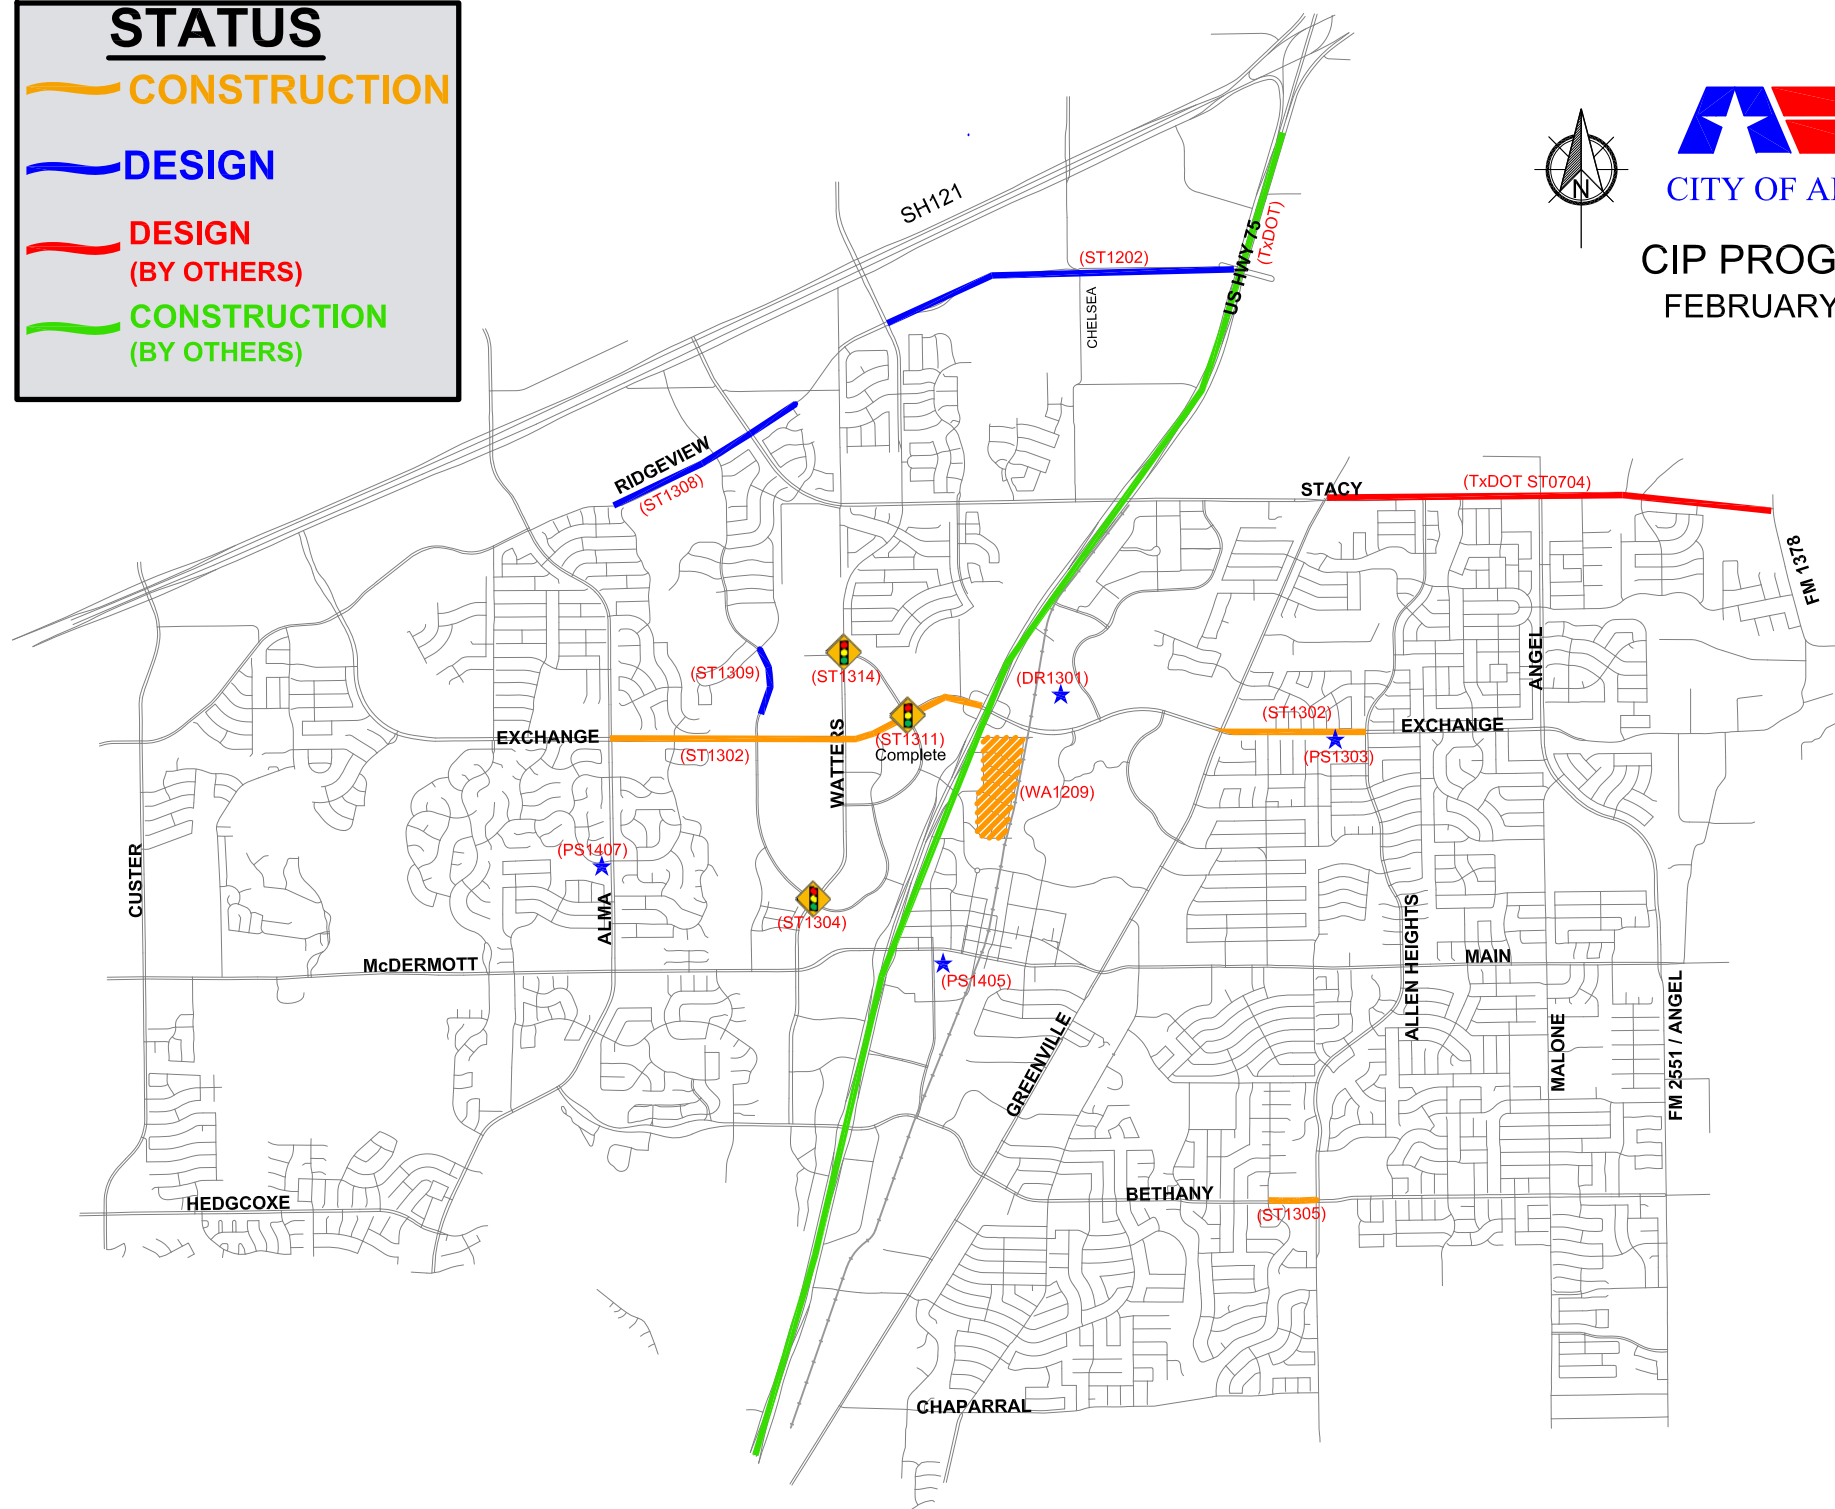 STATUS
CONSTRUCTION
DESIGN
DESIGN
(BY OTHERS)
CONSTRUCTION
(BY OTHERS)
N
CITY OF
CIP
FEBRUARY
SH121
(ST1202)
US HWY 75
(TxDOT)
CHELSEA
RIDGEVIEW
(ST1308)
STACY
(TxDOT ST0704)
FM 1378
ANGEL
(ST1309)
(ST1314)
(DR1301)
WATTERS
(ST1311)
Complete
EXCHANGE
(ST1302)
(ST1302)
EXCHANGE
(PS1303)
(WA1209)
CUSTER
(PS1407)
ALMA
(ST1304)
McDERMOTT
(PS1405)
ALLEN HEIGHTS
MAIN
GREENVILLE
MALONE
FM 2551 / ANGEL
HEDGCOXE
BETHANY
(ST1305)
CHAPARRAL